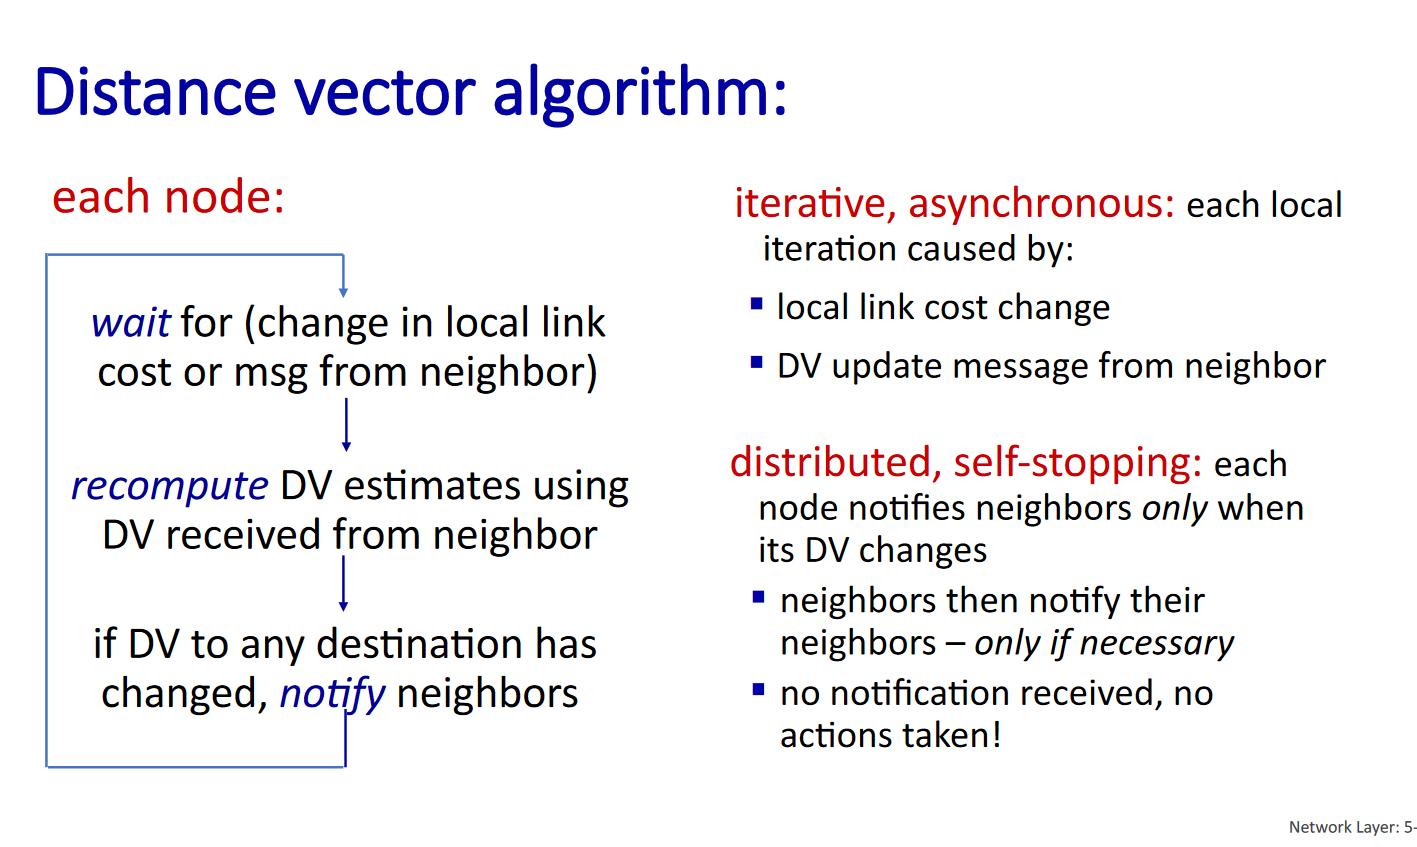 Distance vector algorithm:
each node:
wait for (change in local link
cost or msg from neighbor)
recompute DV estimates using
DV received from neighbor
if DV to any destination has
changed, notify neighbors
iterative, asynchronous: each local
iteration caused by:
▪ local link cost change
▪ DV update message from neighbor
distributed, self-stopping: each
node notifies neighbors only when
its DV changes
▪ neighbors then notify their
neighbors – only if necessary
▪ no notification received, no
actions taken!
Network Layer: 5-